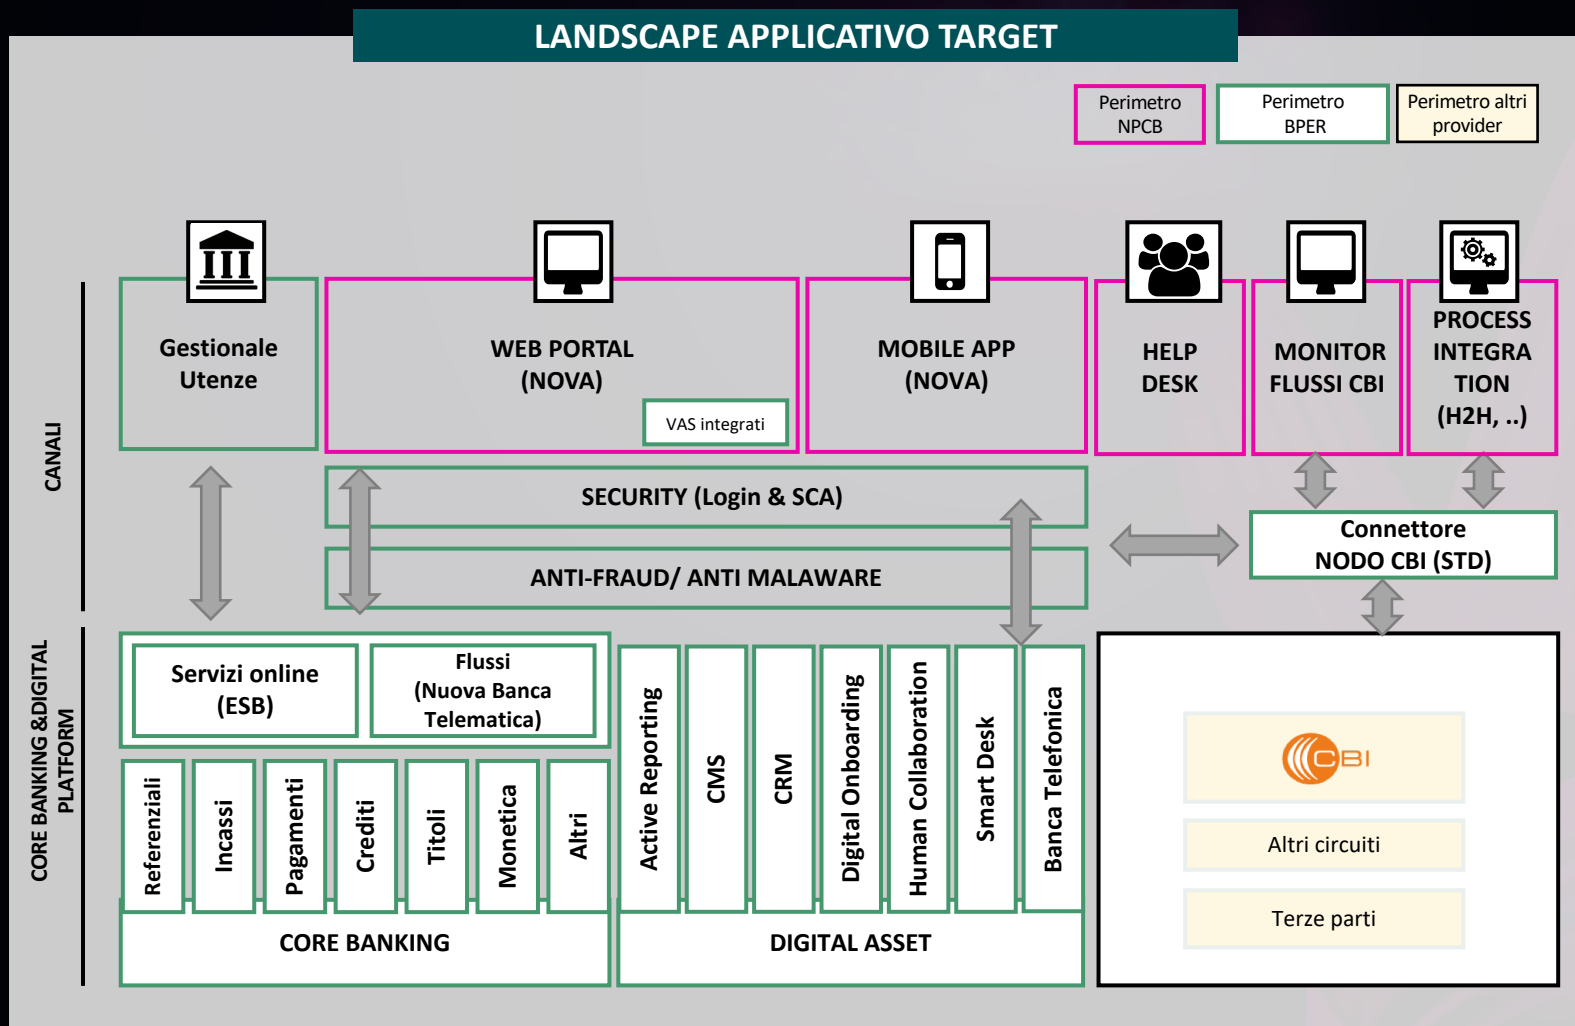 LANDSCAPE APPLICATIVO TARGET
Perimetro
NPCB
Perimetro
BPER
Perimetro altri
provider
CANALI
Gestionale
Utenze
WEB PORTAL
(NOVA)
VAS integrati
MOBILE APP
(NOVA)
HELP
DESK
MONITOR
FLUSSI CBI
PROCESS
INTEGRA
TION
(H2H, ..)
SECURITY (Login & SCA)
ANTI-FRAUD/ ANTI MALAWARE
Connettore
NODO CBI (STD)
CORE BANKING &DIGITAL
PLATFORM
Servizi online
(ESB)
Flussi
(Nuova Banca
Telematica)
Referenziali
Incassi
Pagamenti
Crediti
Titoli
Monetica
Altri
CORE BANKING
Active Reporting
CMS
CRM
Digital Onboarding
Human Collaboration
Smart Desk
Banca Telefonica
DIGITAL ASSET
CBI
Altri circuiti
Terze parti